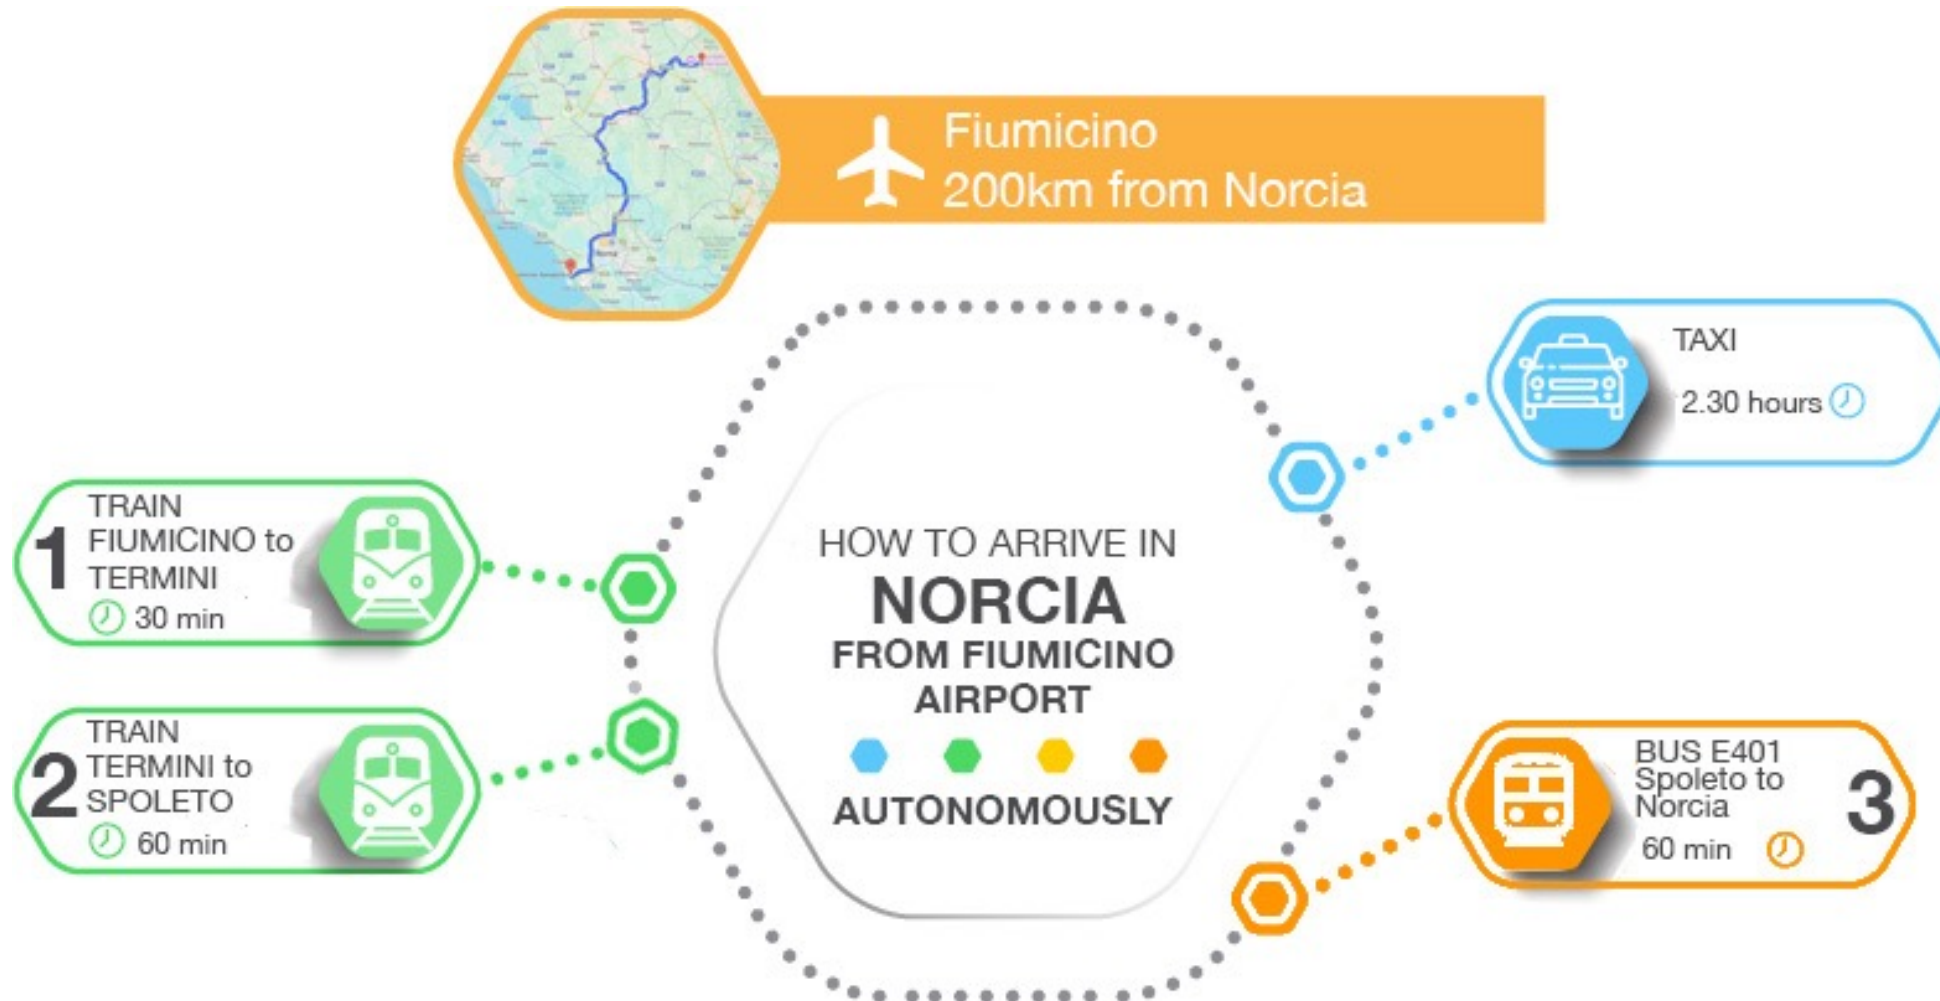 Fiumicino
200km from Norcia
TAXI
2.30 hours
1
TRAIN
FIUMICINO to
TERMINI
30 min
2
TRAIN
TERMINI to
SPOLETO
60 min
HOW TO ARRIVE IN
NORCIA
FROM FIUMICINO
AIRPORT
AUTONOMOUSLY
BUS E401
Spoleto to
Norcia
60 min
3